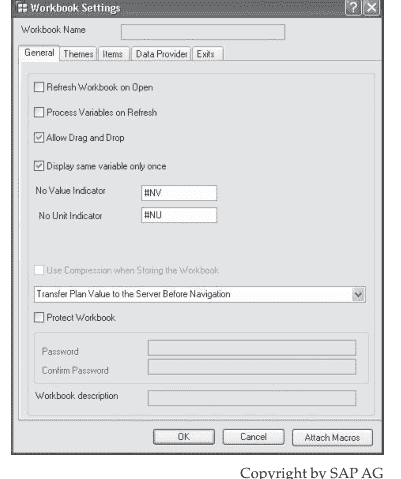 Workbook Settings
Workbook Name
General Themes Items Data Provider Exits
Refresh Workbook on Open
Process Variables on Refresh
Allow Drag and Drop
Display same variable only once
No Value Indicator #NV
No Unit Indicator #NU
Use Compression when Storing the Workbook
Transfer Plan Value to the Server Before Navigation
Protect Workbook
Password
Confirm Password
Workbook description
OK Cancel Attach Macros
Copyright by SAP AG